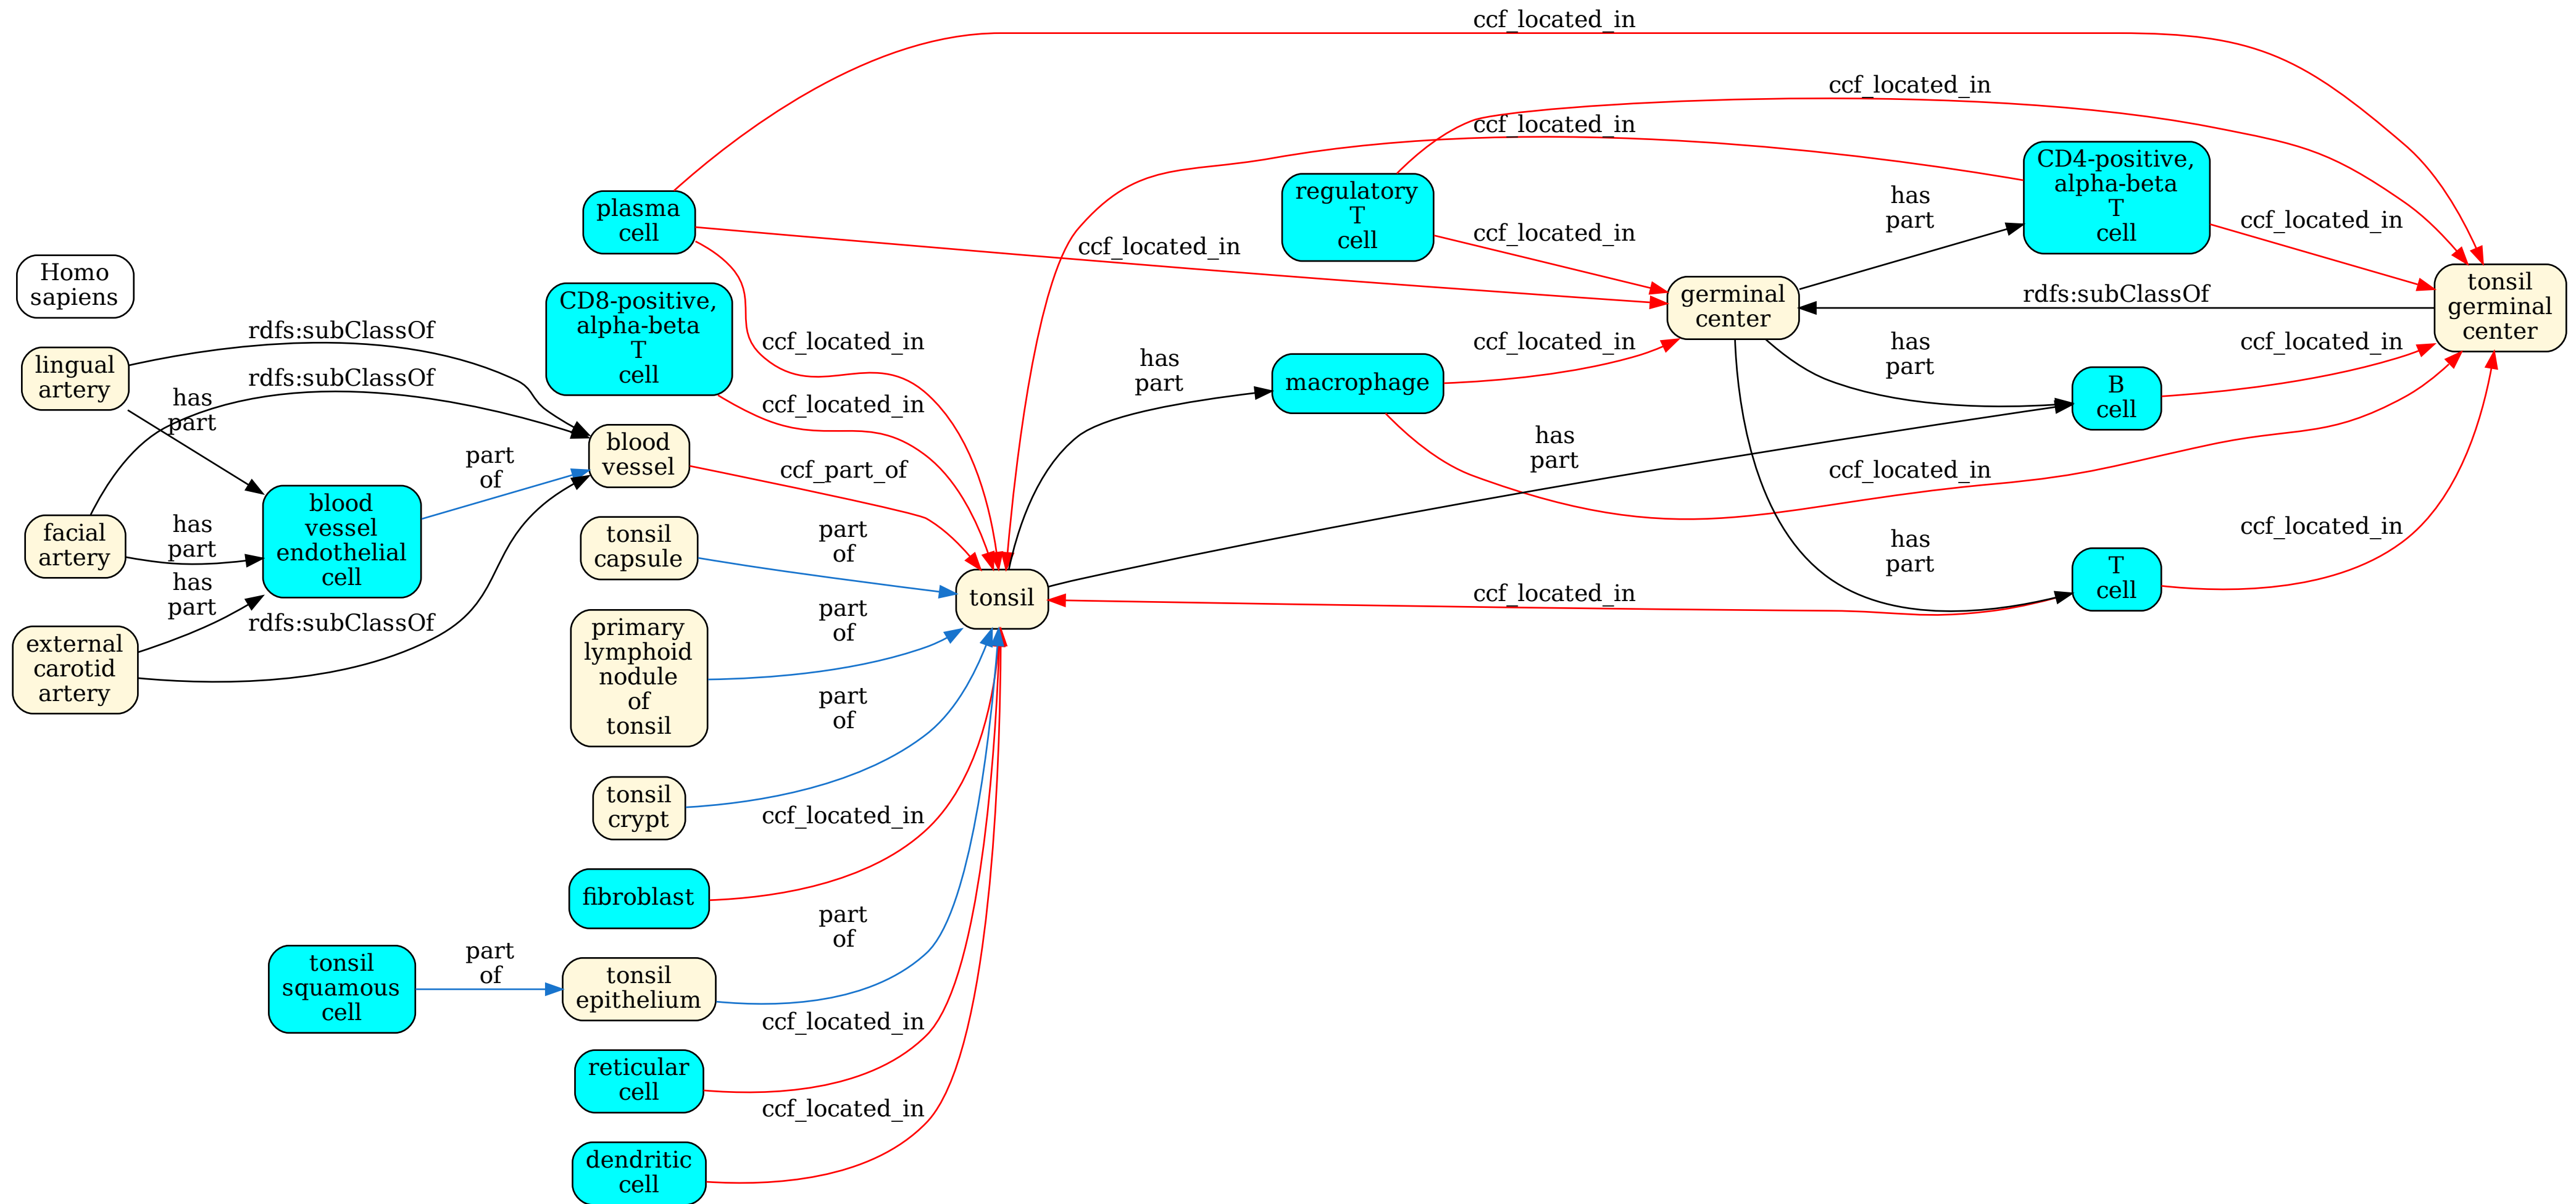 ccf_located_in
ccf_located_in
ccf_located_in
CD4-positive,
alpha-beta
T
cell
regulatory
T
cell
has
part
plasma
cell
ccf_located_in
ccf_located_in
ccf_located_in
Homo
sapiens
CD8-positive,
alpha-beta
T
cell
germinal
center
rdfs:subClassOf
tonsil
germinal
center
rdfs:subClassOf
ccf_located_in
ccf_located_in
has
part
ccf_located_in
lingual
artery
rdfs:subClassOf
has
part
macrophage
has
part
ccf_located_in
B
cell
blood
vessel
has
part
part
of
ccf_part_of
ccf_located_in
blood
vessel
endothelial
cell
facial
artery
has
part
tonsil
capsule
part
of
has
part
ccf_located_in
T
cell
has
part
rdfs:subClassOf
tonsil
ccf_located_in
external
carotid
artery
primary
lymphoid
nodule
of
tonsil
part
of
part
of
tonsil
crypt
ccf_located_in
fibroblast
part
of
tonsil
squamous
cell
part
of
tonsil
epithelium
ccf_located_in
reticular
cell
ccf_located_in
dendritic
cell